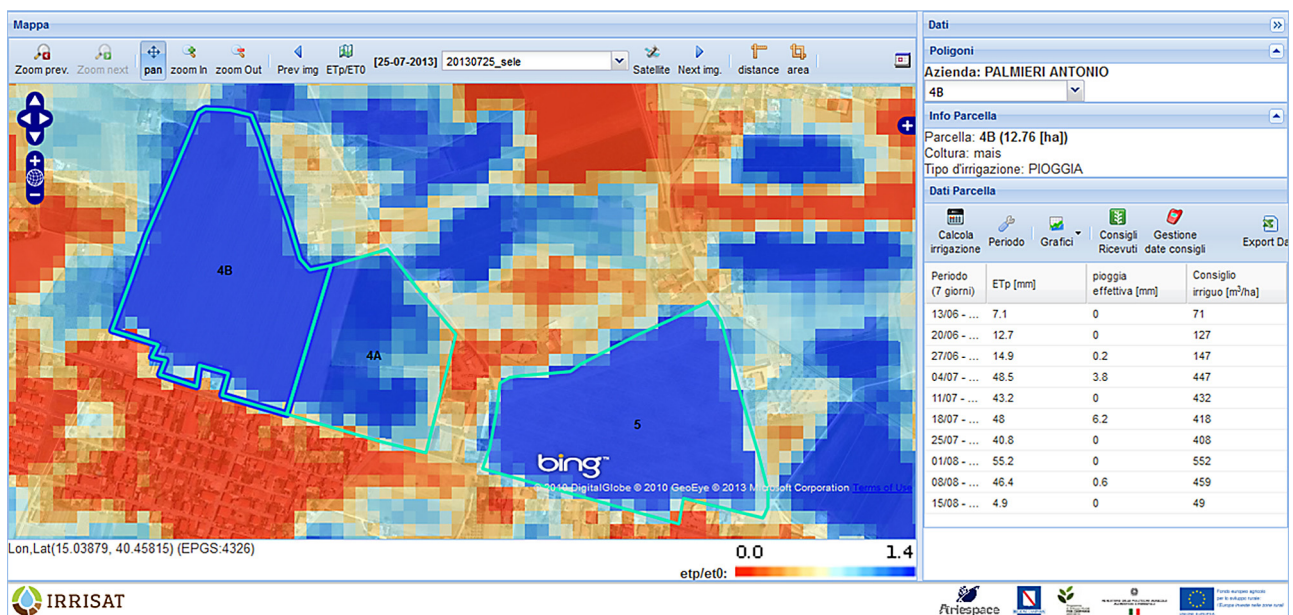 Mappa
Zoom prev. Zoom next pan zoom In zoom Out Prev img ETp/ET0 [25-07-2013] 20130725_sele Satellite Next img. distance area
4B
4A
5
bing™
© 2010 DigitalGlobe © 2010 GeoEye © 2013 Microsoft Corporation Terms of Use
Lon,Lat(15.03879, 40.45815) (EPGS:4326)
0.0 1.4
etp/et0:
Dati
Poligoni
Azienda: PALMIERI ANTONIO
4B
Info Parcella
Parcella: 4B (12.76 [ha])
Coltura: mais
Tipo d'irrigazione: PIOGGIA
Dati Parcella
Calcola irrigazione
Periodo
Grafici
Consigli Ricevuti
Gestione date consigli
Export Da
Periodo (7 giorni) ETp [mm] pioggia effettiva [mm] Consiglio irriguo [m³/ha]
13/06 - ... 7.1 0 71
20/06 - ... 12.7 0 127
27/06 - ... 14.9 0.2 147
04/07 - ... 48.5 3.8 447
11/07 - ... 43.2 0 432
18/07 - ... 48 6.2 418
25/07 - ... 40.8 0 408
01/08 - ... 55.2 0 552
08/08 - ... 46.4 0.6 459
15/08 - ... 4.9 0 49
IRRISAT
Ariespace